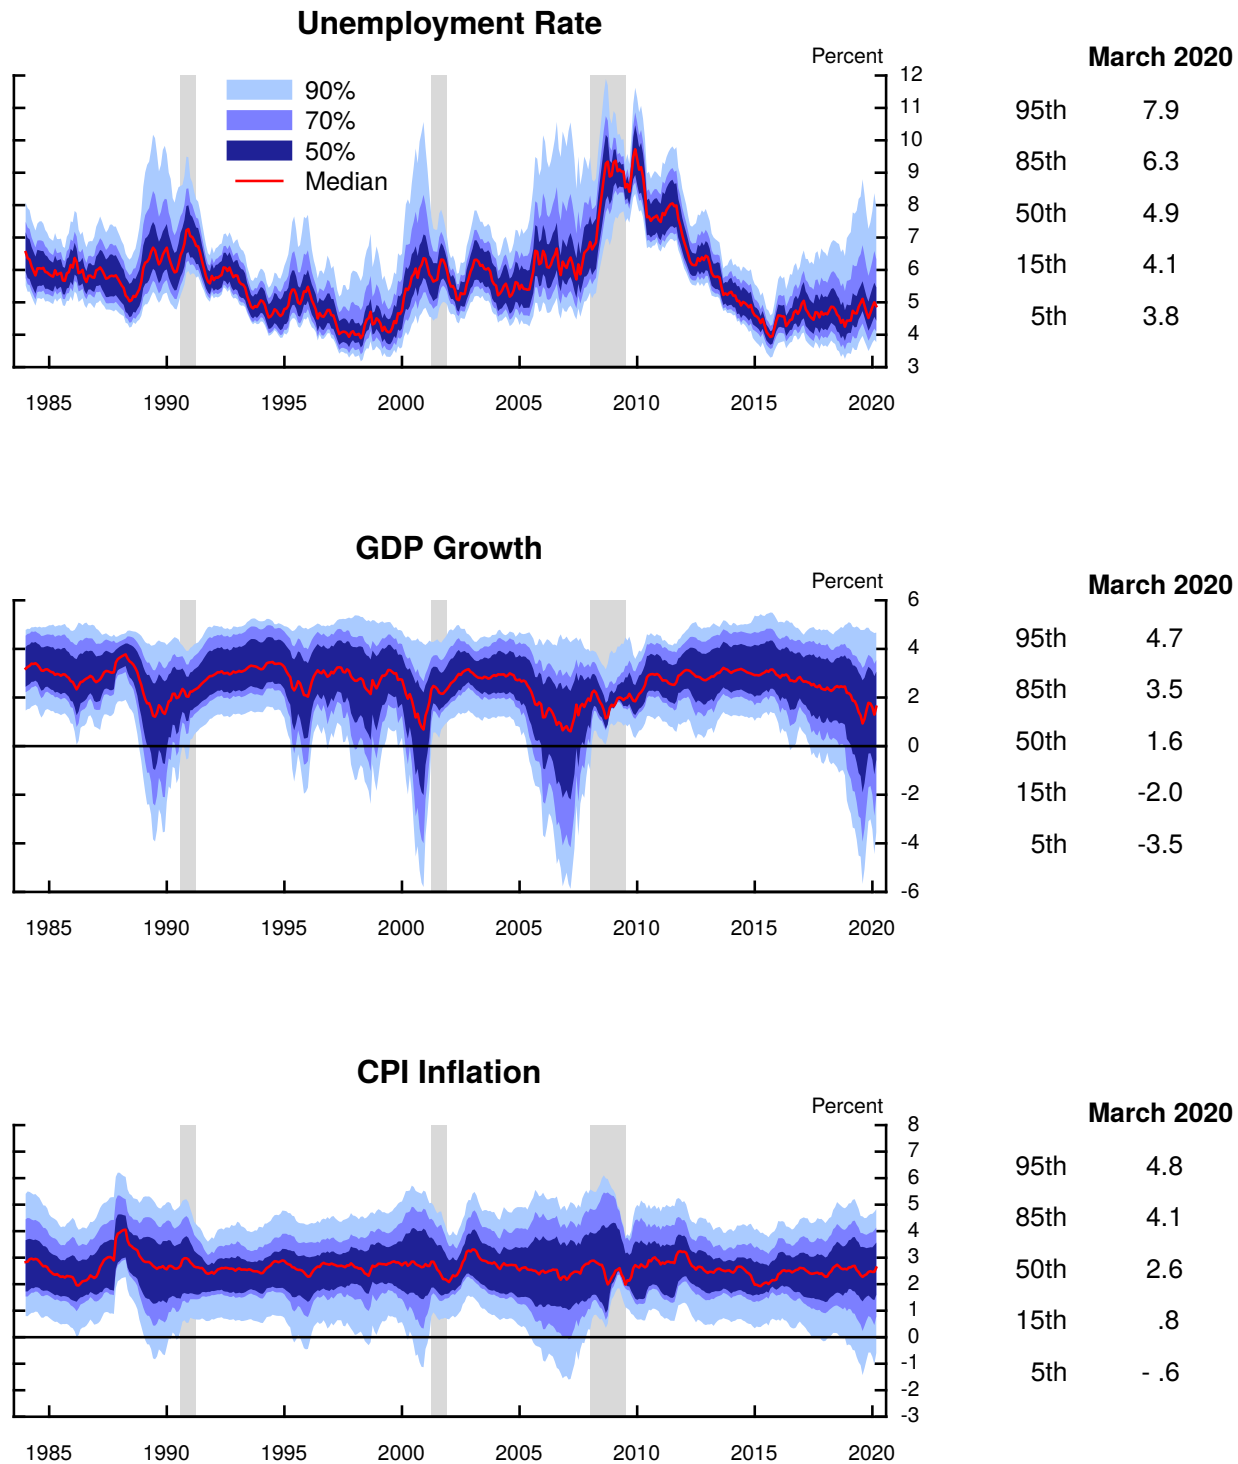 Unemployment Rate
Percent
March 2020
90%
70%
50%
Median
12
11
10
9
8
7
6
5
4
3
1985 1990 1995 2000 2005 2010 2015 2020
95th 7.9
85th 6.3
50th 4.9
15th 4.1
5th 3.8
GDP Growth
Percent
March 2020
6
4
2
0
-2
-4
-6
1985 1990 1995 2000 2005 2010 2015 2020
95th 4.7
85th 3.5
50th 1.6
15th -2.0
5th -3.5
CPI Inflation
Percent
March 2020
8
7
6
5
4
3
2
1
0
-1
-2
-3
1985 1990 1995 2000 2005 2010 2015 2020
95th 4.8
85th 4.1
50th 2.6
15th .8
5th - .6